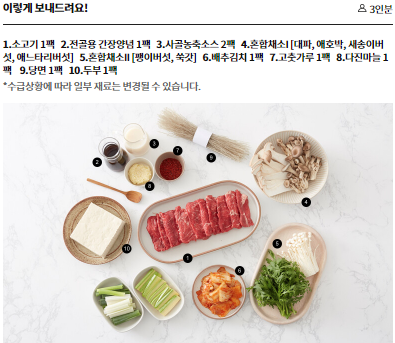 이렇게 보내드려요!
3인분
1.소고기 1팩 2.전골용 간장양념 1팩 3.사골농축소스 2팩 4.혼합채소I [대파, 애호박, 새송이버
섯, 애느타리버섯] 5.혼합채소II [팽이버섯, 쑥갓] 6.배추김치 1팩 7.고춧가루 1팩 8.다진마늘 1
팩 9.당면 1팩 10.두부 1팩
*수급상황에 따라 일부 재료는 변경될 수 있습니다.
3
2
7
9
8
4
10
5
1
6